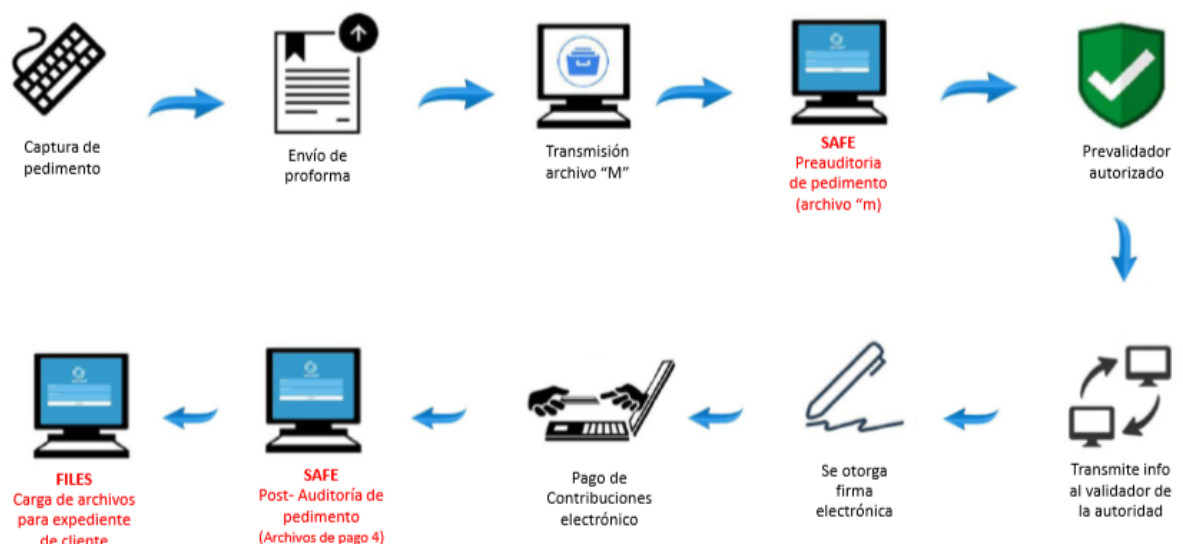 Captura de
pedimento
Envío de
proforma
Transmisión
archivo “M”
SAFE
Preauditoria
de pedimento
(archivo “m)
Prevalidador
autorizado
FILES
Carga de archivos
para expediente
de cliente
SAFE
Post- Auditoría de
pedimento
(Archivos de pago 4)
Pago de
Contribuciones
electrónico
Se otorga
firma
electrónica
Transmite info
al validador de
la autoridad